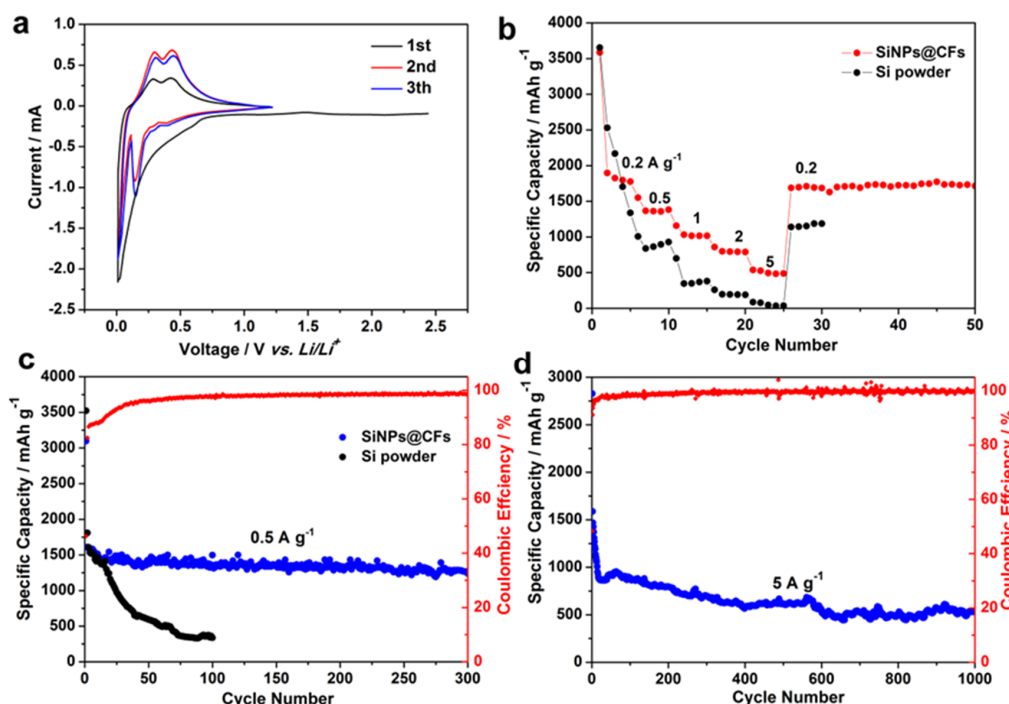 a
1st
2nd
3th
Current / mA
1.0
0.5
0.0
-0.5
-1.0
-1.5
-2.0
-2.5
0.0 0.5 1.0 1.5 2.0 2.5
Voltage / V vs. Li/Li+
b
SiNPs@CFs
Si powder
Specific Capacity / mAh g-1
4000
3500
3000
2500
2000
1500
1000
500
0
0.2 A g-1
0.5
1
2
5
0.2
0 10 20 30 40 50
Cycle Number
c
SiNPs@CFs
Si powder
Specific Capacity / mAh g-1
4000
3500
3000
2500
2000
1750
1500
1250
1000
750
500
250
0
0.5 A g-1
100
80
60
40
20
0
Coulombic Effciency / %
0 50 100 150 200 250 300
Cycle Number
d
Specific Capacity / mAh g-1
3000
2500
2000
1500
1000
500
0
5 A g-1
100
80
60
40
20
0
Coulombic Effciency / %
0 200 400 600 800 1000
Cycle Number